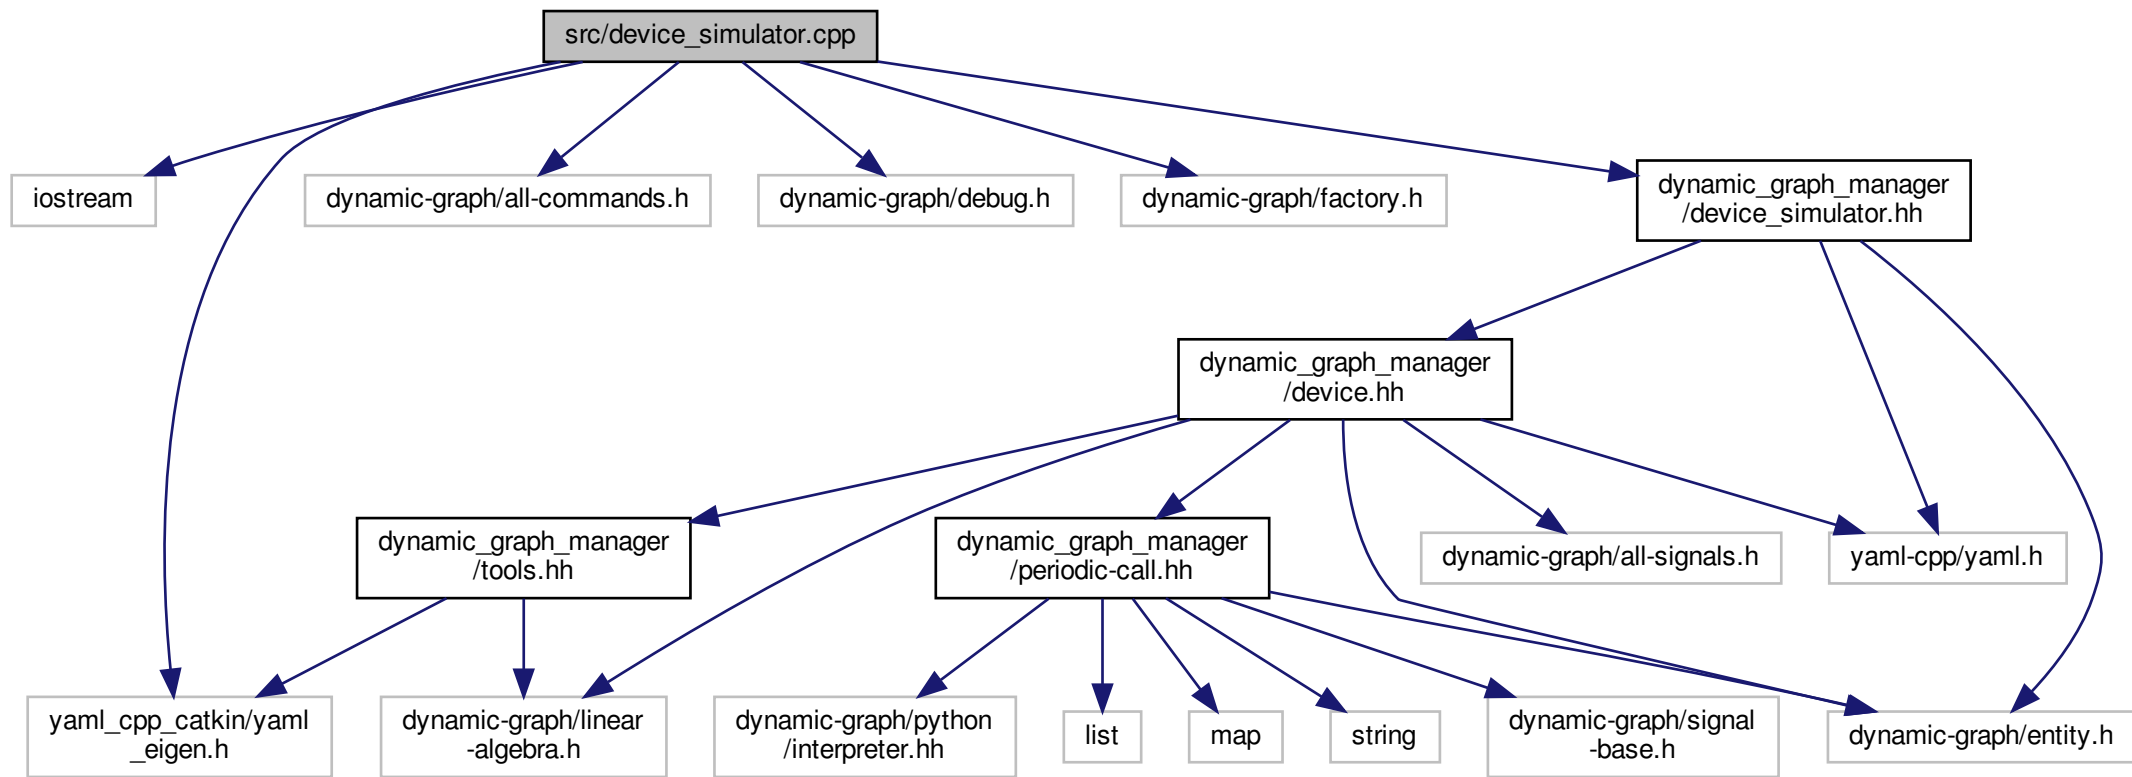 src/device_simulator.cpp
iostream
dynamic-graph/all-commands.h
dynamic-graph/debug.h
dynamic-graph/factory.h
dynamic_graph_manager
/device_simulator.hh
dynamic_graph_manager
/device.hh
dynamic_graph_manager
/tools.hh
dynamic_graph_manager
/periodic-call.hh
dynamic-graph/all-signals.h
yaml-cpp/yaml.h
yaml_cpp_catkin/yaml
_eigen.h
dynamic-graph/linear
-algebra.h
dynamic-graph/python
/interpreter.hh
list
map
string
dynamic-graph/signal
-base.h
dynamic-graph/entity.h